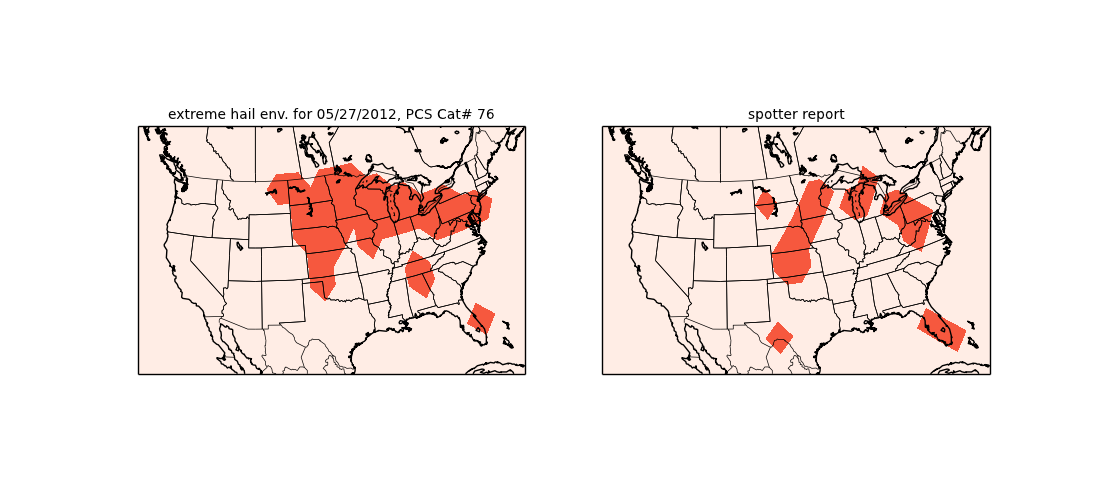 extreme hail env. for 05/27/2012, PCS Cat# 76
spotter report